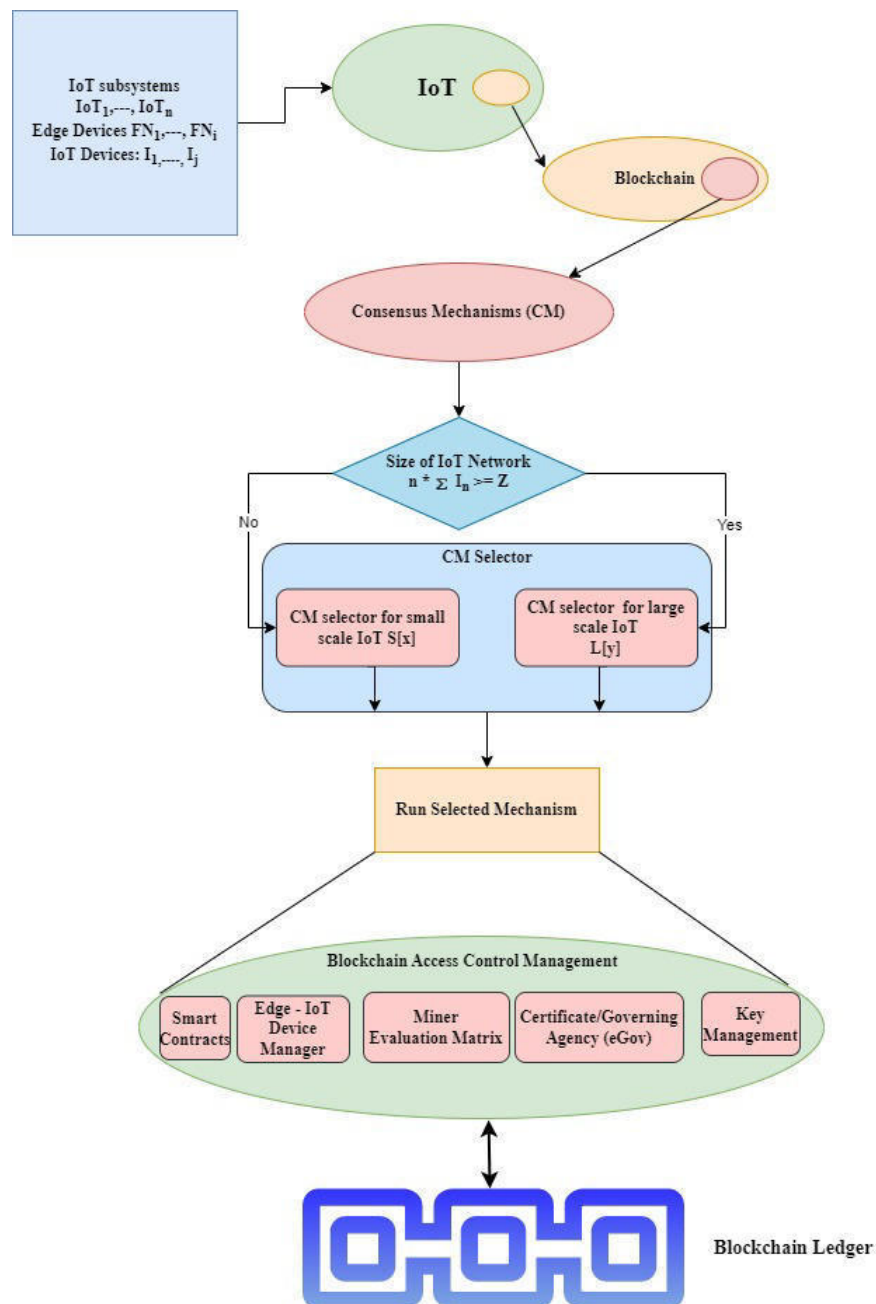 IoT subsystems
IoT1,---, IoTn
Edge Devices FN1,---, FNi
IoT Devices: I1,----, Ij
IoT
Blockchain
Consensus Mechanisms (CM)
Size of IoT Network
n * Σ In >= Z
No
Yes
CM Selector
CM selector for small
scale IoT S[x]
CM selector for large
scale IoT
L[y]
Run Selected Mechanism
Blockchain Access Control Management
Smart
Contracts
Edge - IoT
Device
Manager
Miner
Evaluation Matrix
Certificate/Governing
Agency (eGov)
Key
Management
Blockchain Ledger